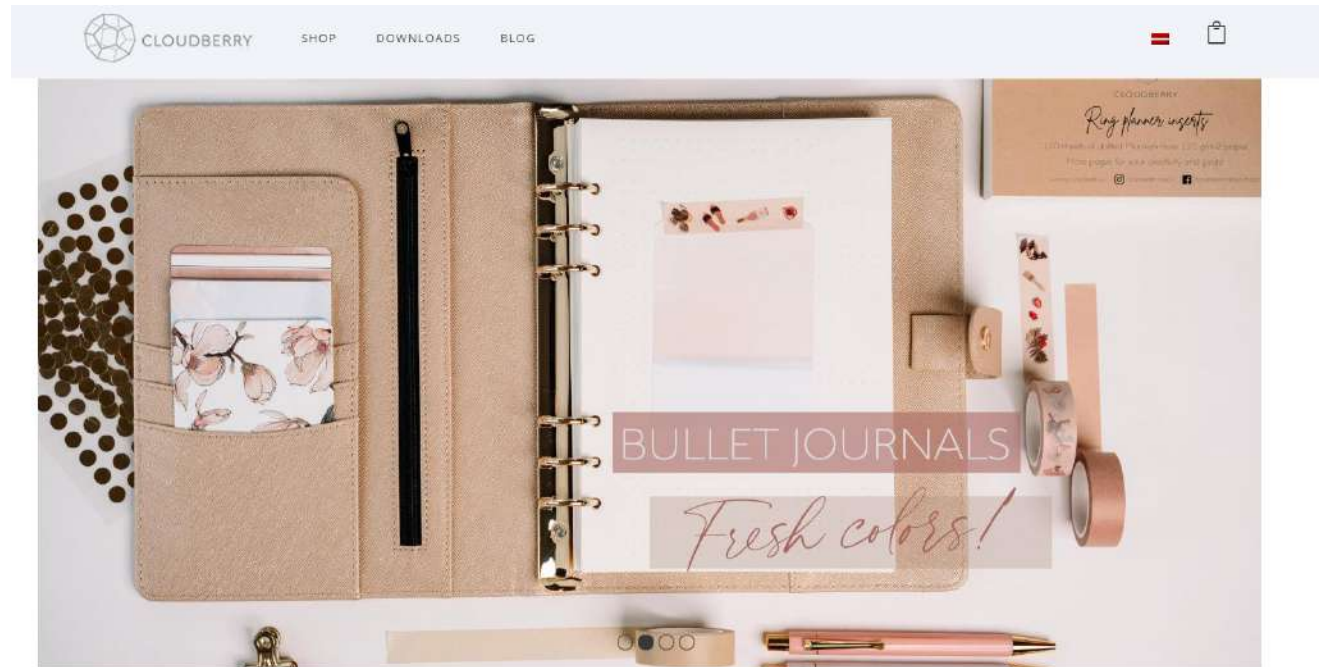 CLOUDBERRY
SHOP
DOWNLOADS
BLOG
CLOUDBERRY
Ring planner inserts
BULLET JOURNALS
Fresh colors!